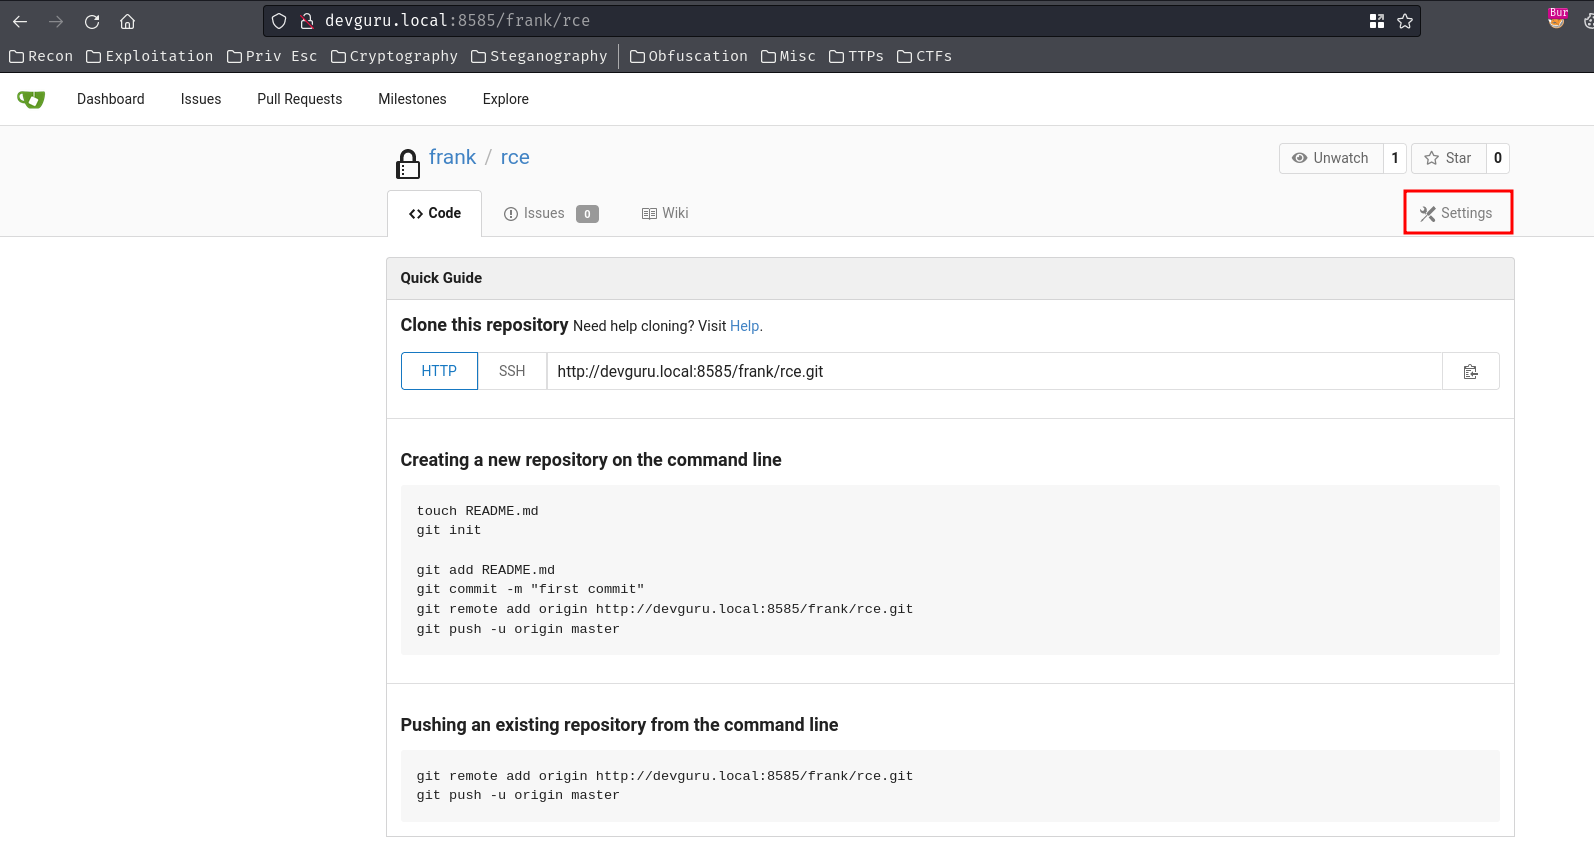 devguru.local:8585/frank/rce
Bur
Recon Exploitation Priv Esc Cryptography Steganography Obfuscation Misc TTPs CTFs
Dashboard Issues Pull Requests Milestones Explore
frank / rce
Unwatch 1 Star 0
Code Issues 0 Wiki Settings
Quick Guide
Clone this repository Need help cloning? Visit Help.
HTTP SSH http://devguru.local:8585/frank/rce.git
Creating a new repository on the command line
touch README.md
git init
git add README.md
git commit -m "first commit"
git remote add origin http://devguru.local:8585/frank/rce.git
git push -u origin master
Pushing an existing repository from the command line
git remote add origin http://devguru.local:8585/frank/rce.git
git push -u origin master